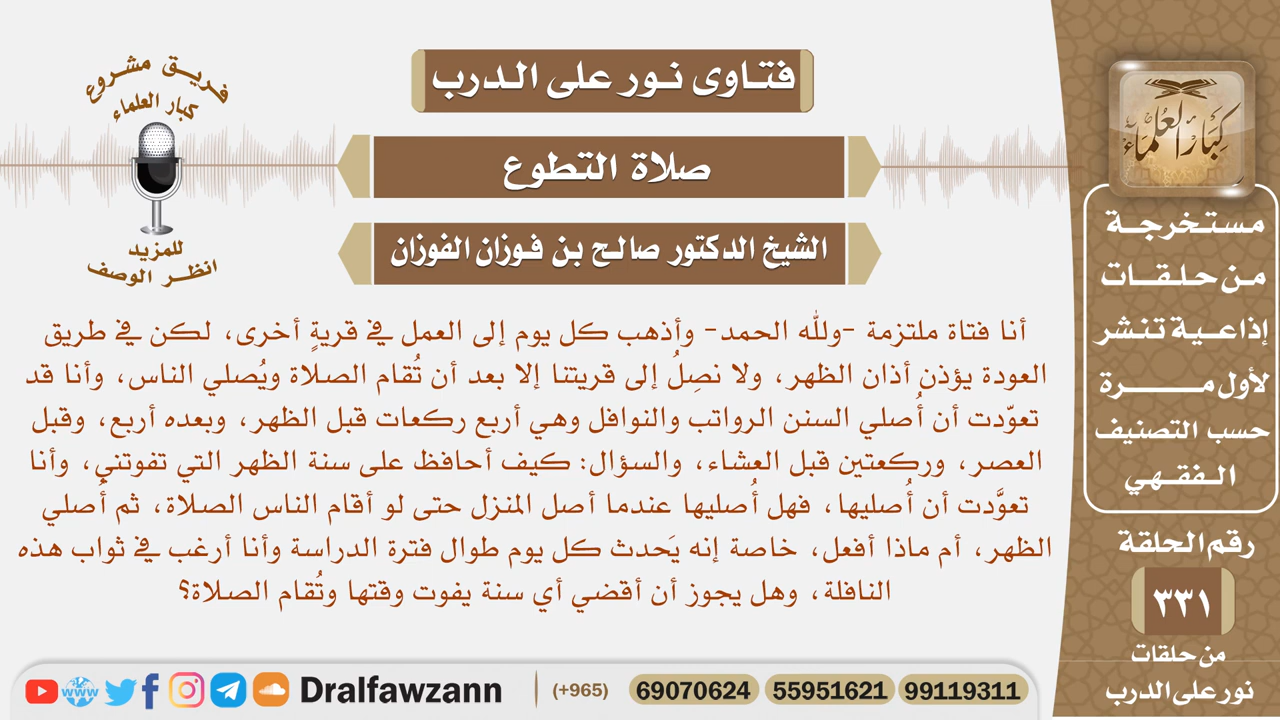 فتاوى نور على الدرب
صلاة التطوع
الشيخ الدكتور صالح بن فوزان الفوزان
فريق مشروع
كبار العلماء
للمزيد
انظر الوصف
أنا فتاة ملتزمة -ولله الحمد- وأذهب كل يوم إلى العمل في قريةٍ أخرى، لكن في طريق
العودة يؤذن أذان الظهر، ولا نصِلُ إلى قريتنا إلا بعد أن تُقام الصلاة ويُصلي الناس، وأنا قد
تعوّدت أن أُصلي السنن الرواتب والنوافل وهي أربع ركعات قبل الظهر، وبعده أربع، وقبل
العصر، وركعتين قبل العشاء، والسؤال: كيف أحافظ على سنة الظهر التي تفوتني، وأنا
تعوَّدت أن أُصليها، فهل أُصليها عندما أصل المنزل حتى لو أقام الناس الصلاة، ثم أُصلي
الظهر، أم ماذا أفعل، خاصة إنه يَحدث كل يوم طوال فترة الدراسة وأنا أرغب في ثواب هذه
النافلة، وهل يجوز أن أقضي أي سنة يفوت وقتها وتُقام الصلاة؟
كِبَار العُلَمَاء
مستخرجة
من حلقات
إذاعية تنشر
لأول مرة
حسب التصنيف
الفقهي
رقم الحلقة
٣٣١
من حلقات
نور على الدرب
www
Dralfawzann
(+965)
69070624
55951621
99119311